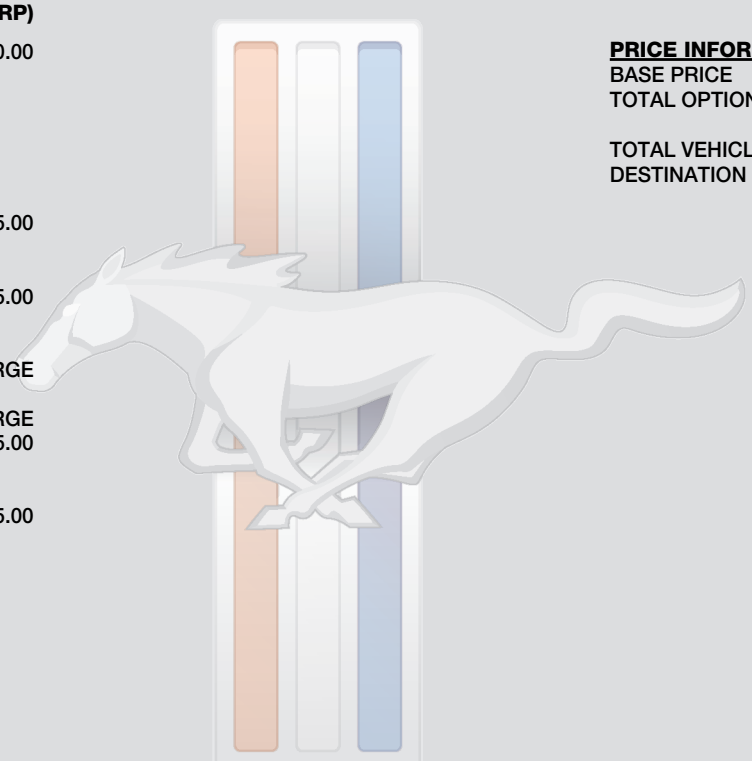 RP)
0.00
5.00
5.00
RGE
RGE
5.00
5.00
PRICE INFOR
BASE PRICE
TOTAL OPTION
TOTAL VEHICL
DESTINATION